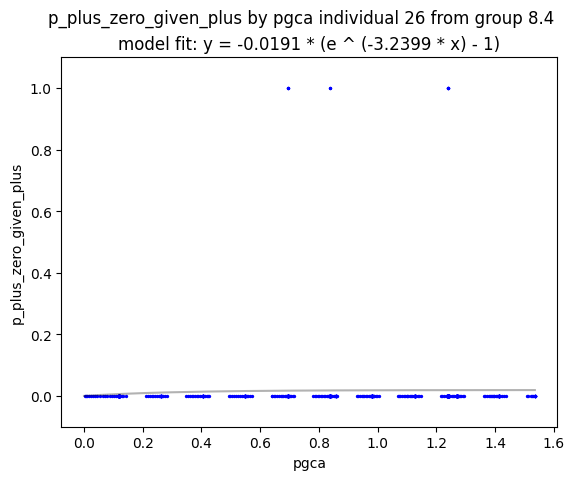 p_plus_zero_given_plus by pgca individual 26 from group 8.4
model fit: y = -0.0191 * (e ^ (-3.2399 * x) - 1)
1.0
0.8
0.6
0.4
0.2
0.0
p_plus_zero_given_plus
0.0 0.2 0.4 0.6 0.8 1.0 1.2 1.4 1.6
pgca